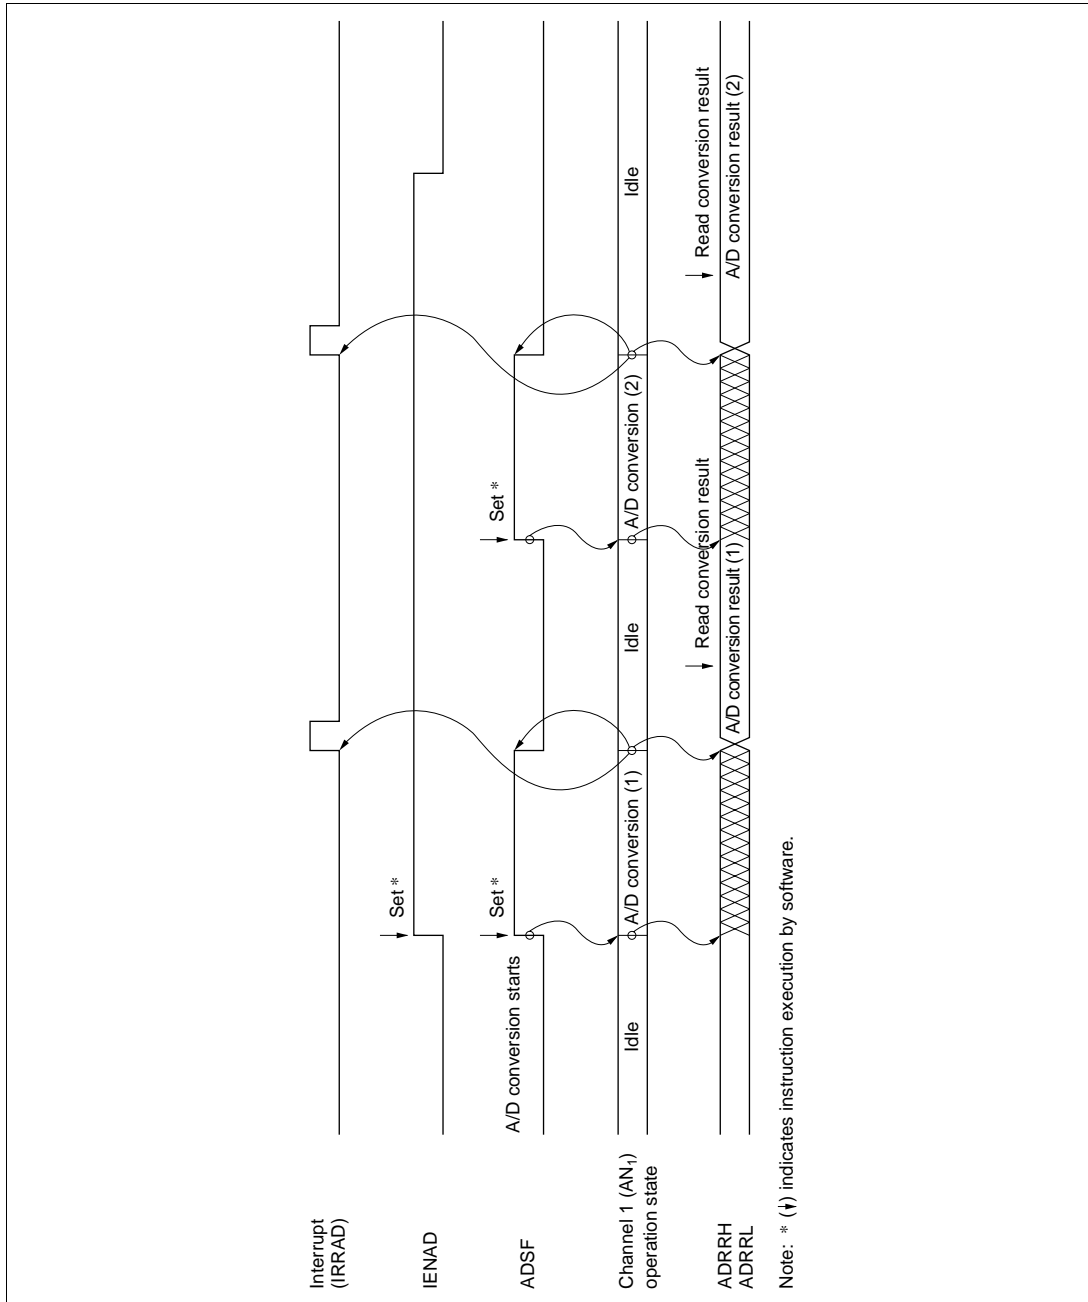 Interrupt
(IRRAD)
IENAD
Set *
ADSF
A/D conversion starts
Set *
Set *
Channel 1 (AN₁)
operation state
Idle
A/D conversion (1)
Idle
A/D conversion (2)
Idle
Read conversion result
Read conversion result
ADRRH
ADRRL
A/D conversion result (1)
A/D conversion result (2)
Note: * (↓) indicates instruction execution by software.